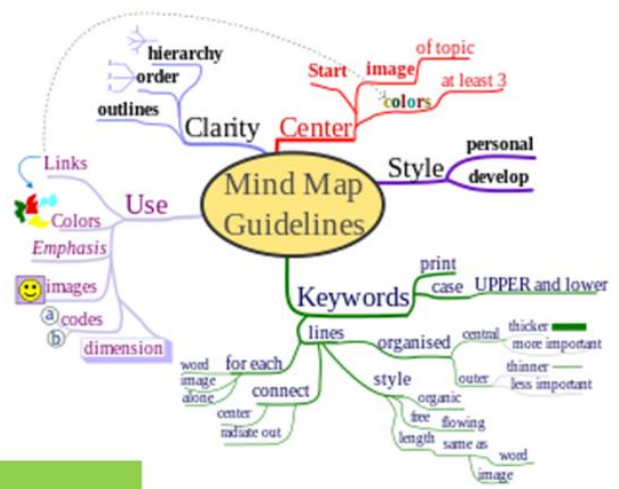 Mind Map
Guidelines
Center
Start
image
of topic
colors
at least 3
Style
personal
develop
Keywords
print
case
UPPER and lower
lines
organised
central
thicker
more important
outer
thinner
less important
style
organic
free
flowing
length
same as
word
image
connect
center
radiate out
for each
word
image
alone
Use
Links
Colors
Emphasis
images
a
codes
b
dimension
Clarity
hierarchy
order
outlines